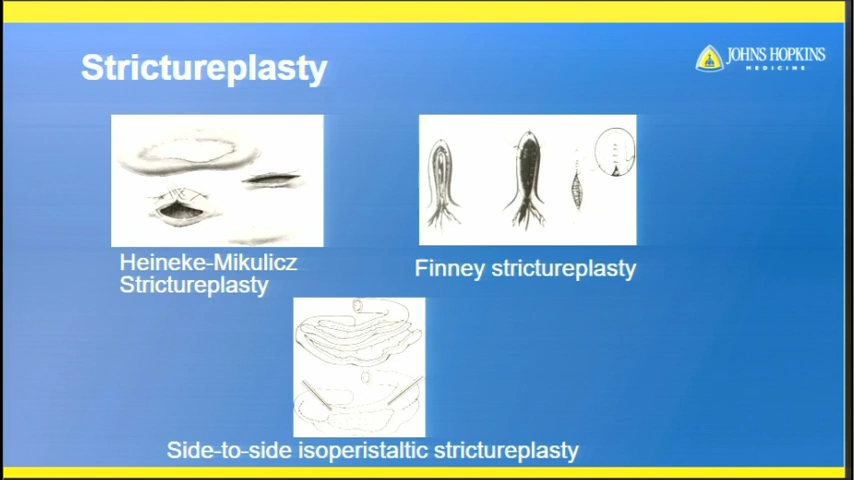 Strictureplasty
JOHNS HOPKINS
MEDICINE
Heineke-Mikulicz
Strictureplasty
Finney strictureplasty
Side-to-side isoperistaltic strictureplasty